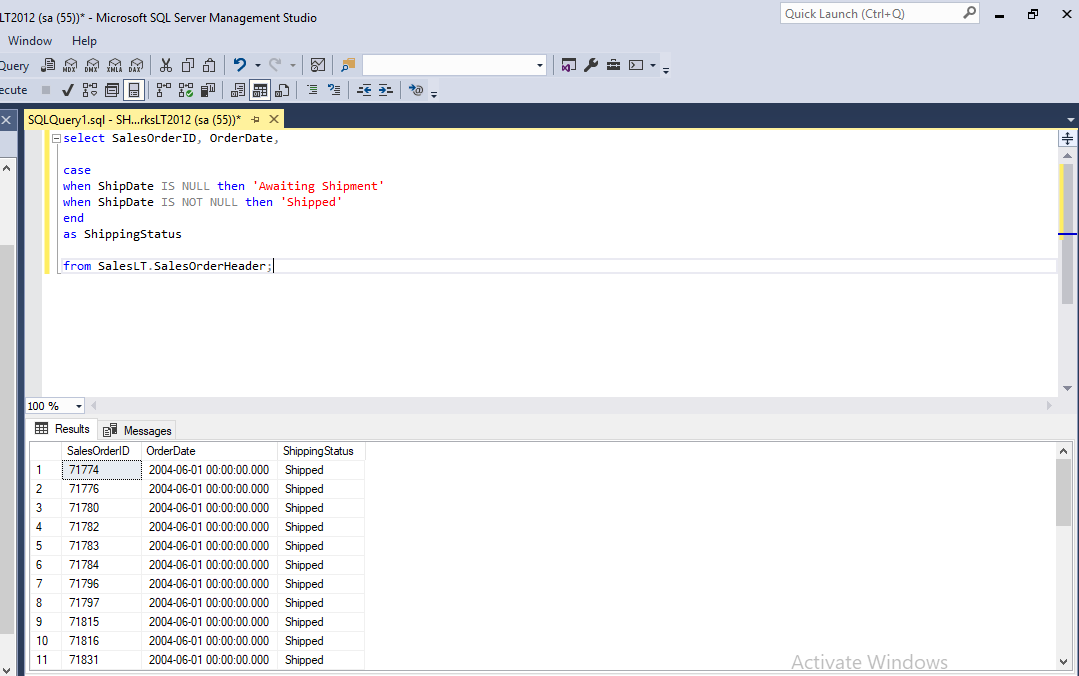 LT2012 (sa (55))* - Microsoft SQL Server Management Studio
Quick Launch (Ctrl+Q)
Window Help
Query MDX DMX XMLA DAX
ecute
SQLQuery1.sql - SH...rksLT2012 (sa (55))*
select SalesOrderID, OrderDate,
case
when ShipDate IS NULL then 'Awaiting Shipment'
when ShipDate IS NOT NULL then 'Shipped'
end
as ShippingStatus
from SalesLT.SalesOrderHeader;
100 %
Results Messages
SalesOrderID OrderDate ShippingStatus
1 71774 2004-06-01 00:00:00.000 Shipped
2 71776 2004-06-01 00:00:00.000 Shipped
3 71780 2004-06-01 00:00:00.000 Shipped
4 71782 2004-06-01 00:00:00.000 Shipped
5 71783 2004-06-01 00:00:00.000 Shipped
6 71784 2004-06-01 00:00:00.000 Shipped
7 71796 2004-06-01 00:00:00.000 Shipped
8 71797 2004-06-01 00:00:00.000 Shipped
9 71815 2004-06-01 00:00:00.000 Shipped
10 71816 2004-06-01 00:00:00.000 Shipped
11 71831 2004-06-01 00:00:00.000 Shipped
Activate Windows